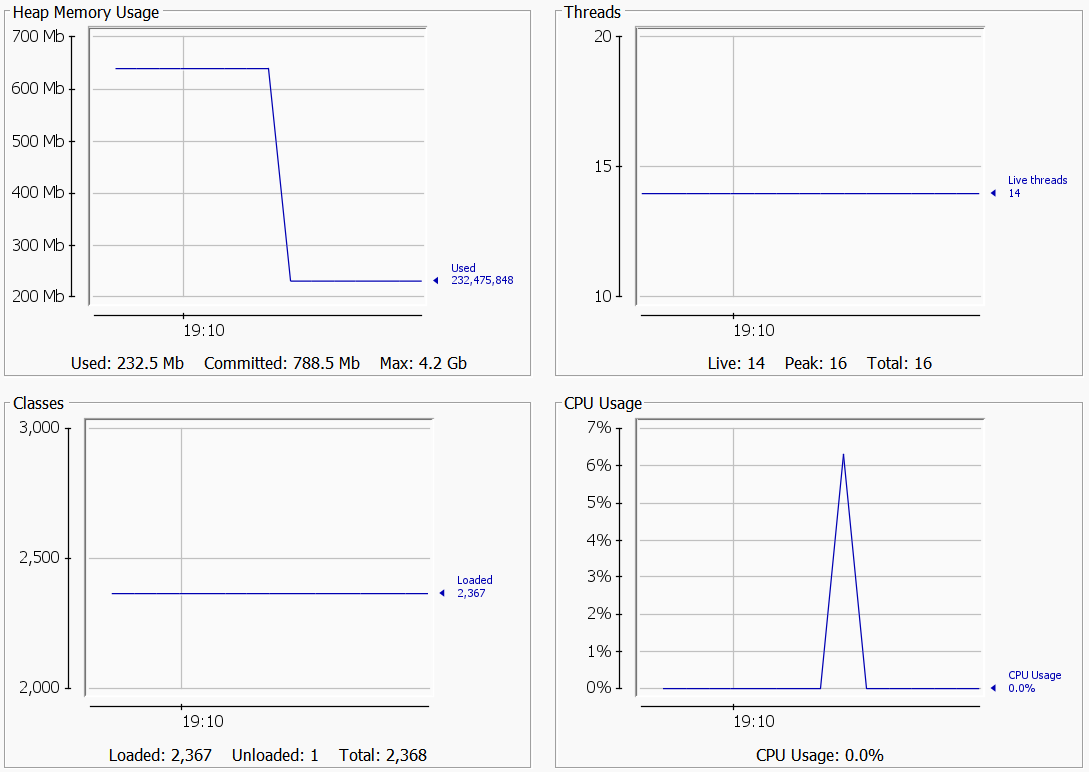 Heap Memory Usage
700 Mb
600 Mb
500 Mb
400 Mb
300 Mb
200 Mb
Used
232,475,848
19:10
Used: 232.5 Mb Committed: 788.5 Mb Max: 4.2 Gb
Threads
20
15
10
Live threads
14
19:10
Live: 14 Peak: 16 Total: 16
Classes
3,000
2,500
2,000
Loaded
2,367
19:10
Loaded: 2,367 Unloaded: 1 Total: 2,368
CPU Usage
7%
6%
5%
4%
3%
2%
1%
0%
CPU Usage
0.0%
19:10
CPU Usage: 0.0%